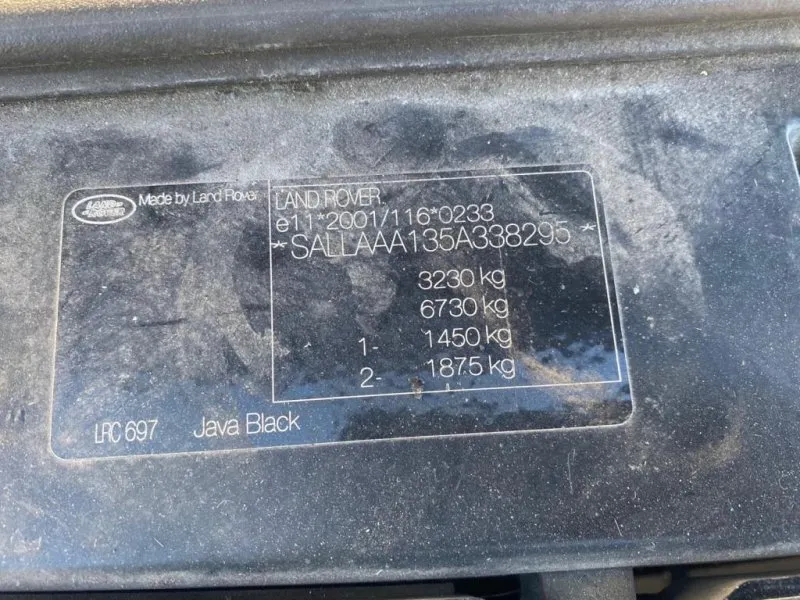 LAND ROVER
Made by Land Rover
LAND ROVER
e11*2001/116*0233
*SALLAAA135A338295*
3230 kg
6730 kg
1- 1450 kg
2- 1875 kg
LRC 697 Java Black